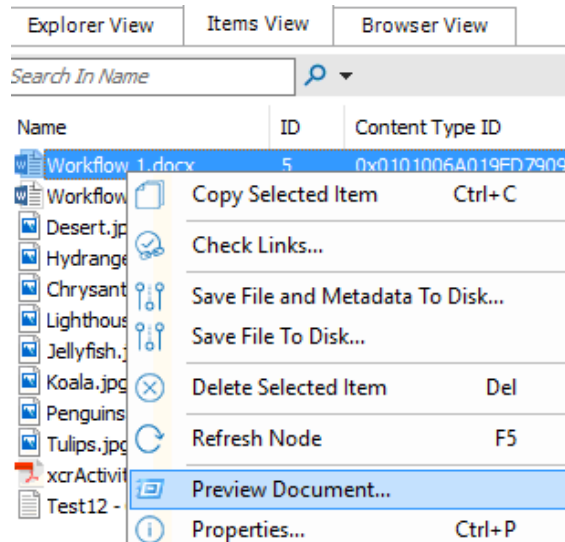 Explorer View Items View Browser View
Search In Name
Name ID Content Type ID
Workflow 1.docx 5 0x0101006A019ED7909
Workflow Copy Selected Item Ctrl+C
Desert.jp
Hydrange Check Links...
Chrysant Save File and Metadata To Disk...
Lighthous
Jellyfish. Save File To Disk...
Koala.jpg Delete Selected Item Del
Penguins
Tulips.jpg Refresh Node F5
xcrActivit Preview Document...
Test12 -
Properties... Ctrl+P